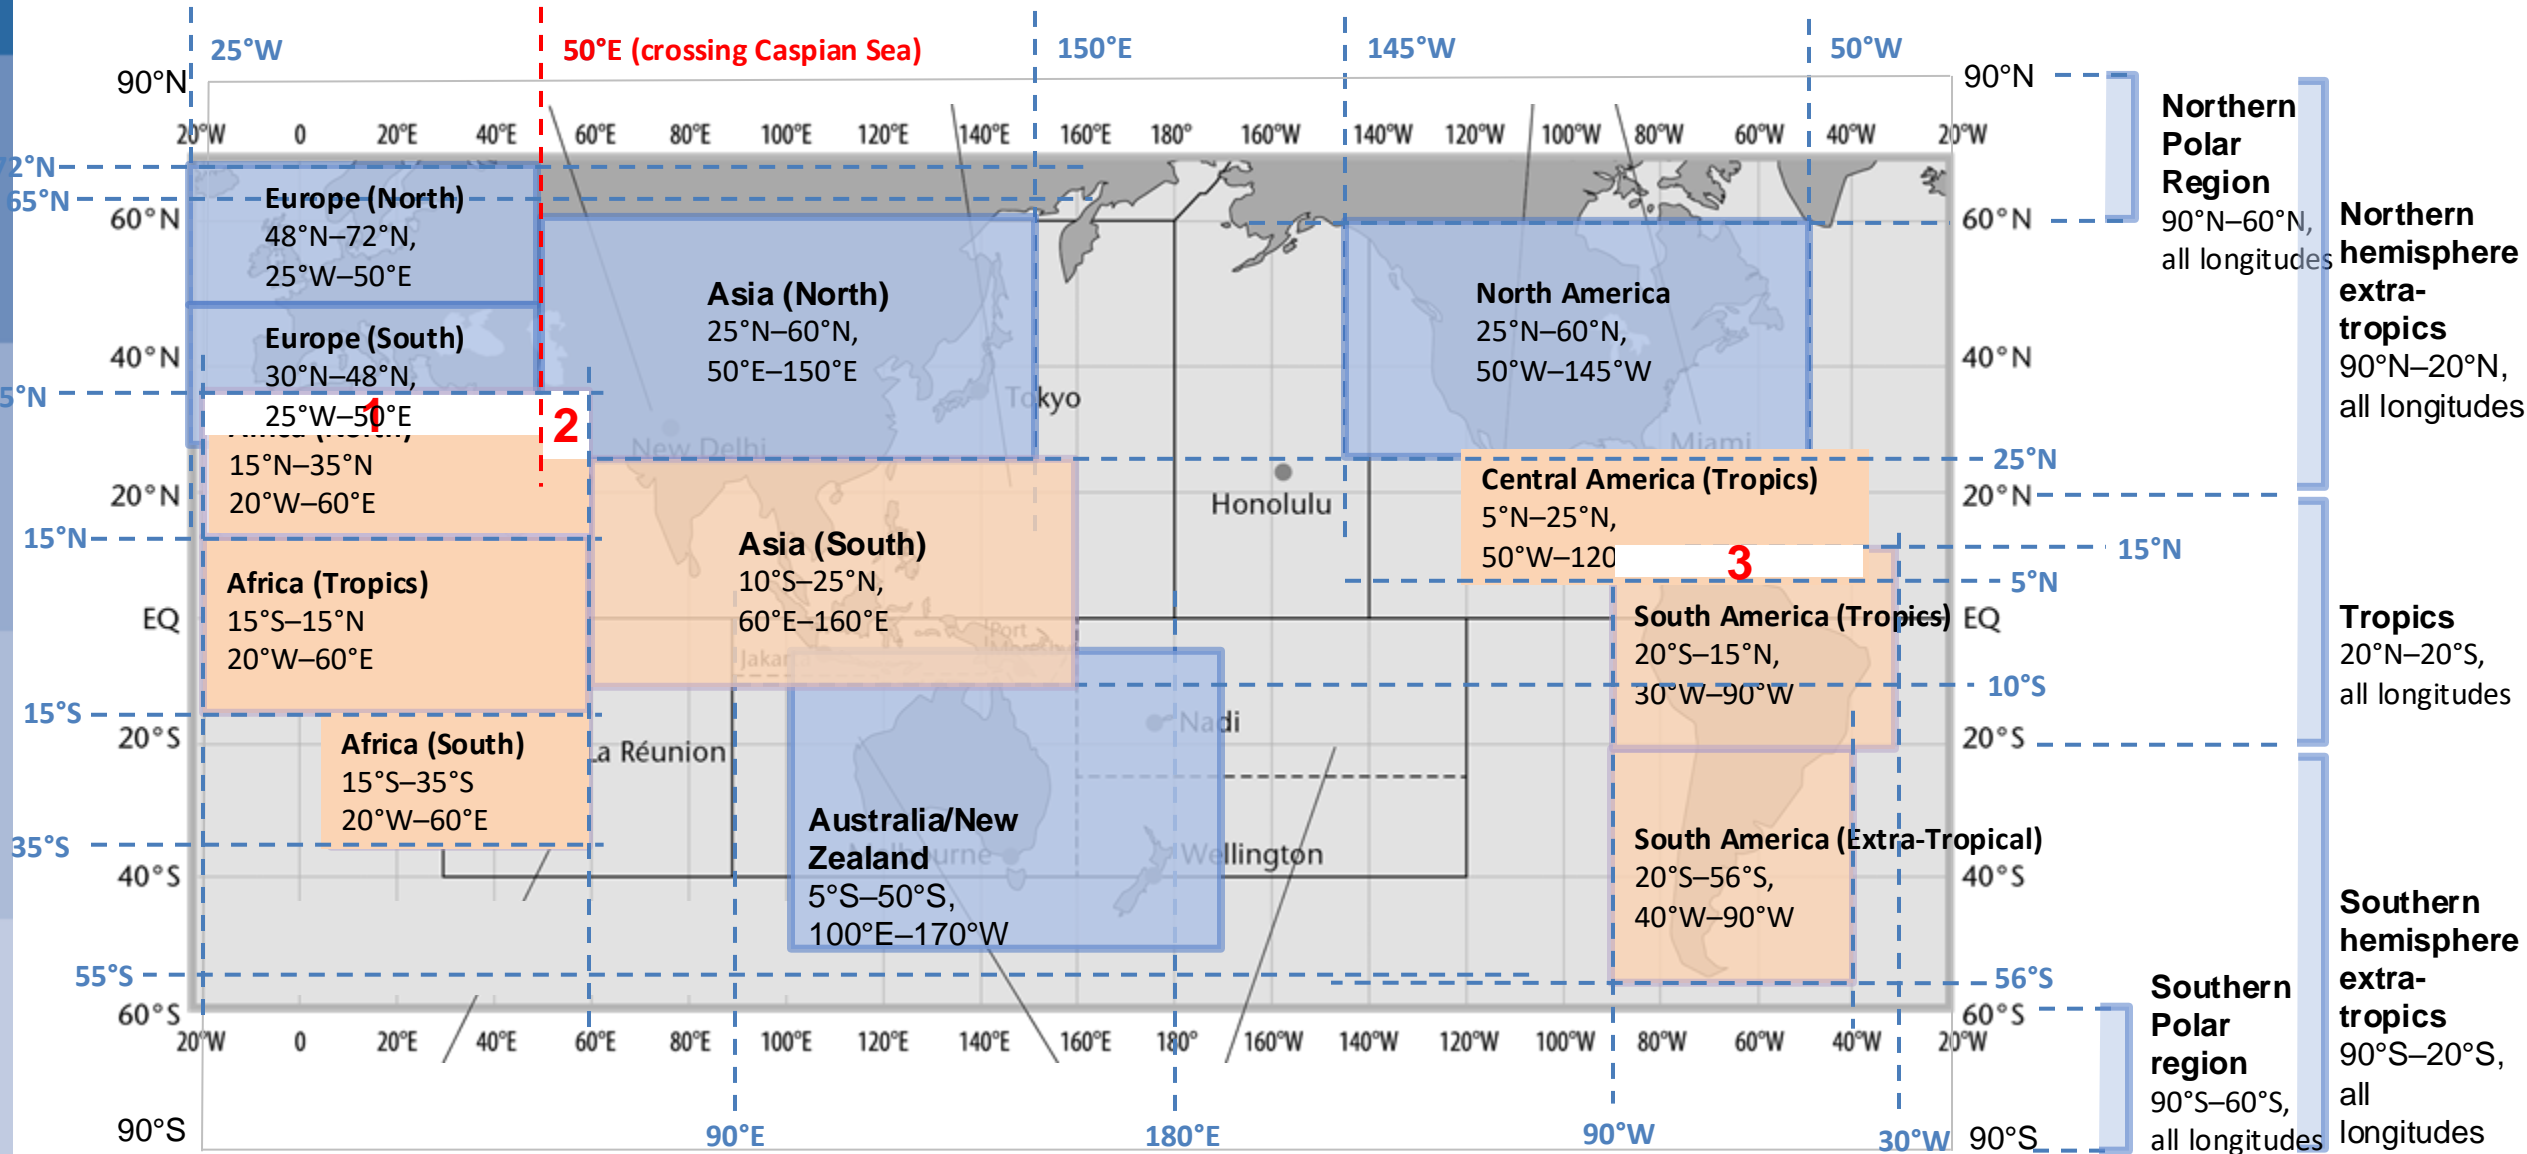 25°W
50°E (crossing Caspian Sea)
150°E
145°W
50°W
90°N
90°N
20°W 0 20°E 40°E 60°E 80°E 100°E 120°E 140°E 160°E 180° 160°W 140°W 120°W 100°W 80°W 60°W 40°W 20°W
72°N
65°N
60°N
60°N
40°N
40°N
5°N
20°N
25°N
20°N
15°N
15°N
5°N
EQ
EQ
10°S
15°S
20°S
20°S
35°S
40°S
40°S
55°S
56°S
60°S
60°S
20°W 0 20°E 40°E 60°E 80°E 100°E 120°E 140°E 160°E 180° 160°W 140°W 120°W 100°W 80°W 60°W 40°W 20°W
90°S
90°E
180°E
90°W
30°W
90°S
Europe (North)
48°N–72°N,
25°W–50°E
Europe (South)
30°N–48°N,
25°W–50°E
1
2
Africa (North)
15°N–35°N
20°W–60°E
Africa (Tropics)
15°S–15°N
20°W–60°E
Africa (South)
15°S–35°S
20°W–60°E
Asia (North)
25°N–60°N,
50°E–150°E
Tokyo
New Delhi
Asia (South)
10°S–25°N,
60°E–160°E
Port
Moresby
Jakarta
La Réunion
Australia/New
Zealand
5°S–50°S,
100°E–170°W
Melbourne
Nadi
Wellington
Honolulu
North America
25°N–60°N,
50°W–145°W
Miami
Central America (Tropics)
5°N–25°N,
50°W–120
3
South America (Tropics)
20°S–15°N,
30°W–90°W
South America (Extra-Tropical)
20°S–56°S,
40°W–90°W
Northern
Polar
Region
90°N–60°N,
all longitudes
Northern
hemisphere
extra-
tropics
90°N–20°N,
all longitudes
Tropics
20°N–20°S,
all longitudes
Southern
Polar
region
90°S–60°S,
all longitudes
Southern
hemisphere
extra-
tropics
90°S–20°S,
all
longitudes